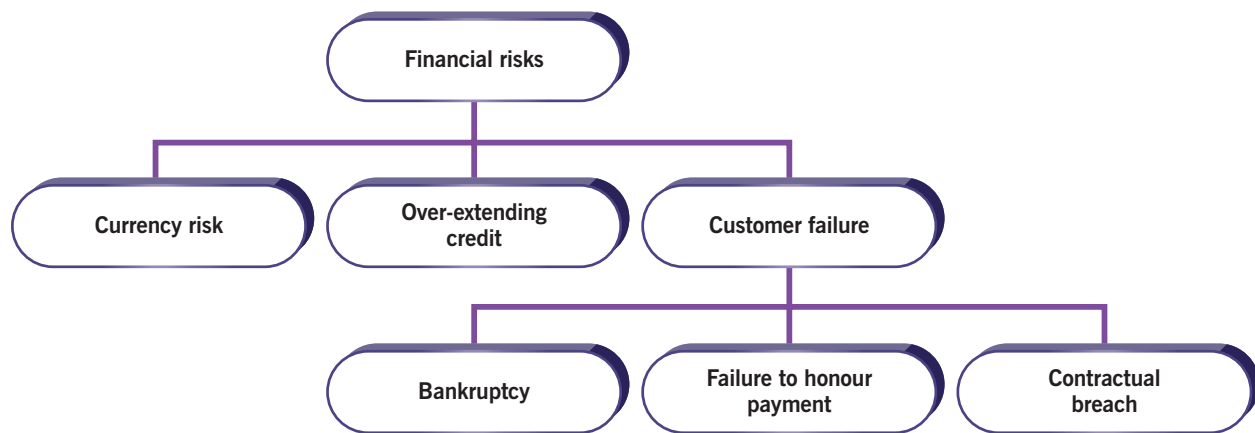 Financial risks
Currency risk
Over-extending
credit
Customer failure
Bankruptcy
Failure to honour
payment
Contractual
breach